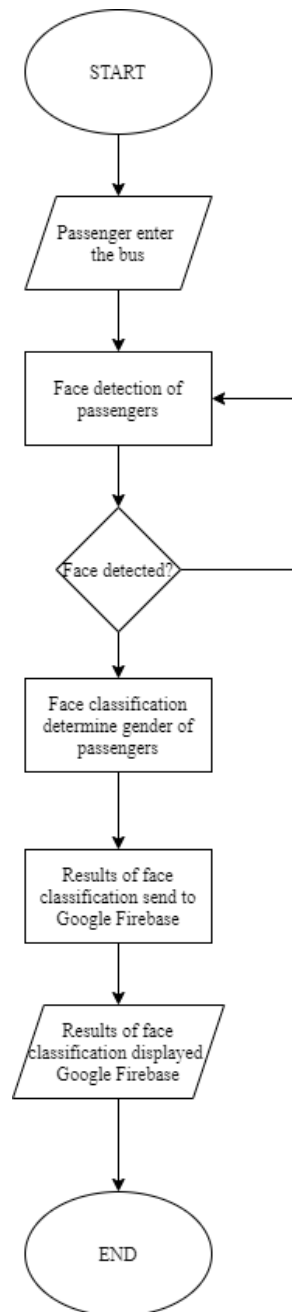 START
Passenger enter
the bus
Face detection of
passengers
Face detected?
Face classification
determine gender of
passengers
Results of face
classification send to
Google Firebase
Results of face
classification displayed
Google Firebase
END